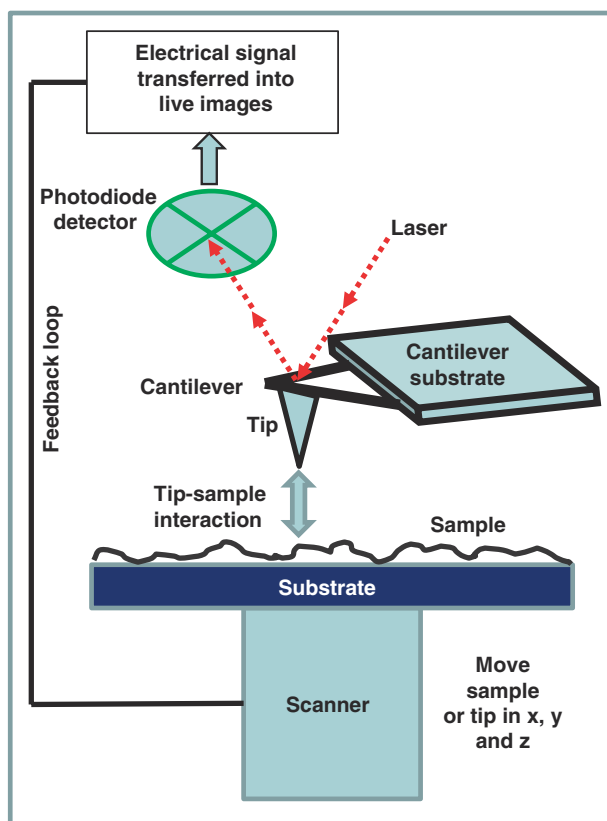 Electrical signal
transferred into
live images
Photodiode
detector
Laser
Cantilever
substrate
Cantilever
Tip
Feedback loop
Tip-sample
interaction
Sample
Substrate
Scanner
Move
sample
or tip in x, y
and z